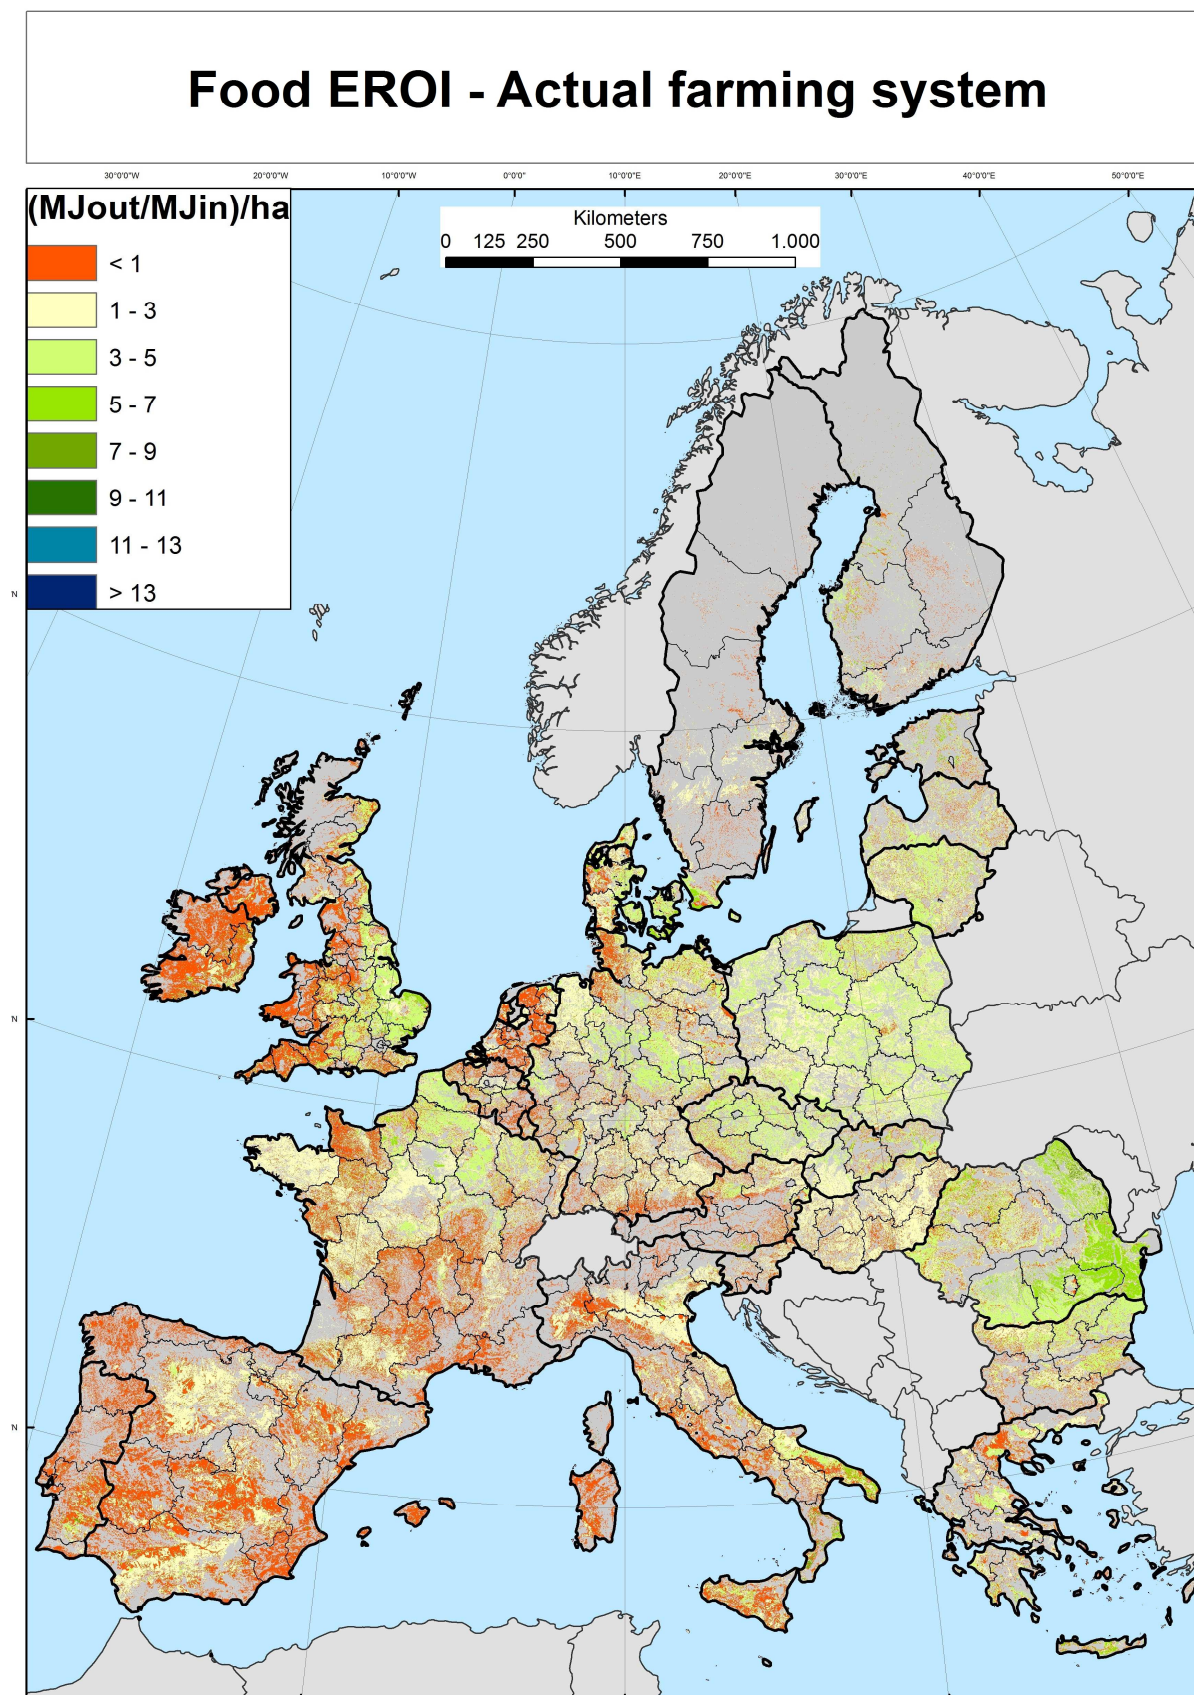 Food EROI - Actual farming system
30°0'0"W 20°0'0"W 10°0'0"W 0°0'0" 10°0'0"E 20°0'0"E 30°0'0"E 40°0'0"E 50°0'0"E
(MJout/MJin)/ha
< 1
1 - 3
3 - 5
5 - 7
7 - 9
9 - 11
11 - 13
> 13
Kilometers
0 125 250 500 750 1.000
N
N
N